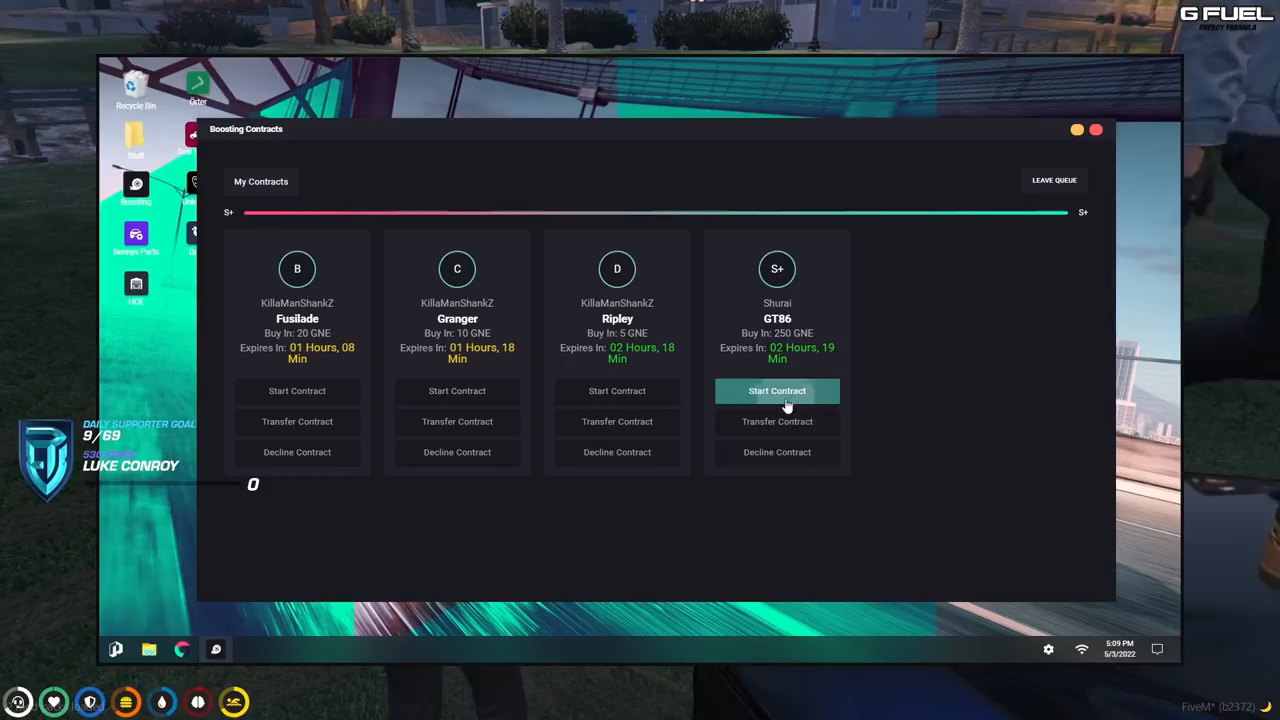 G FUEL
ENERGY FORMULA
Recycle Bin
Örter
Stuff
Boosting
Bennys Parts
HOE
Boosting Contracts
My Contracts
LEAVE QUEUE
S+
S+
B
KillaManShankZ
Fusilade
Buy In: 20 GNE
Expires In: 01 Hours, 08
Min
Start Contract
Transfer Contract
Decline Contract
C
KillaManShankZ
Granger
Buy In: 10 GNE
Expires In: 01 Hours, 18
Min
Start Contract
Transfer Contract
Decline Contract
D
KillaManShankZ
Ripley
Buy In: 5 GNE
Expires In: 02 Hours, 18
Min
Start Contract
Transfer Contract
Decline Contract
S+
Shurai
GT86
Buy In: 250 GNE
Expires In: 02 Hours, 19
Min
Start Contract
Transfer Contract
Decline Contract
DAILY SUPPORTER GOAL
9/69
LUKE CONROY
0
5:09 PM
5/3/2022
FiveM* (b2372)